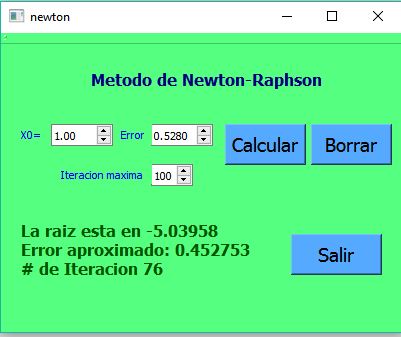 newton
Metodo de Newton-Raphson
X0= 1.00 Error 0.5280 Calcular Borrar
Iteracion maxima 100
La raiz esta en -5.03958
Error aproximado: 0.452753
# de Iteracion 76
Salir